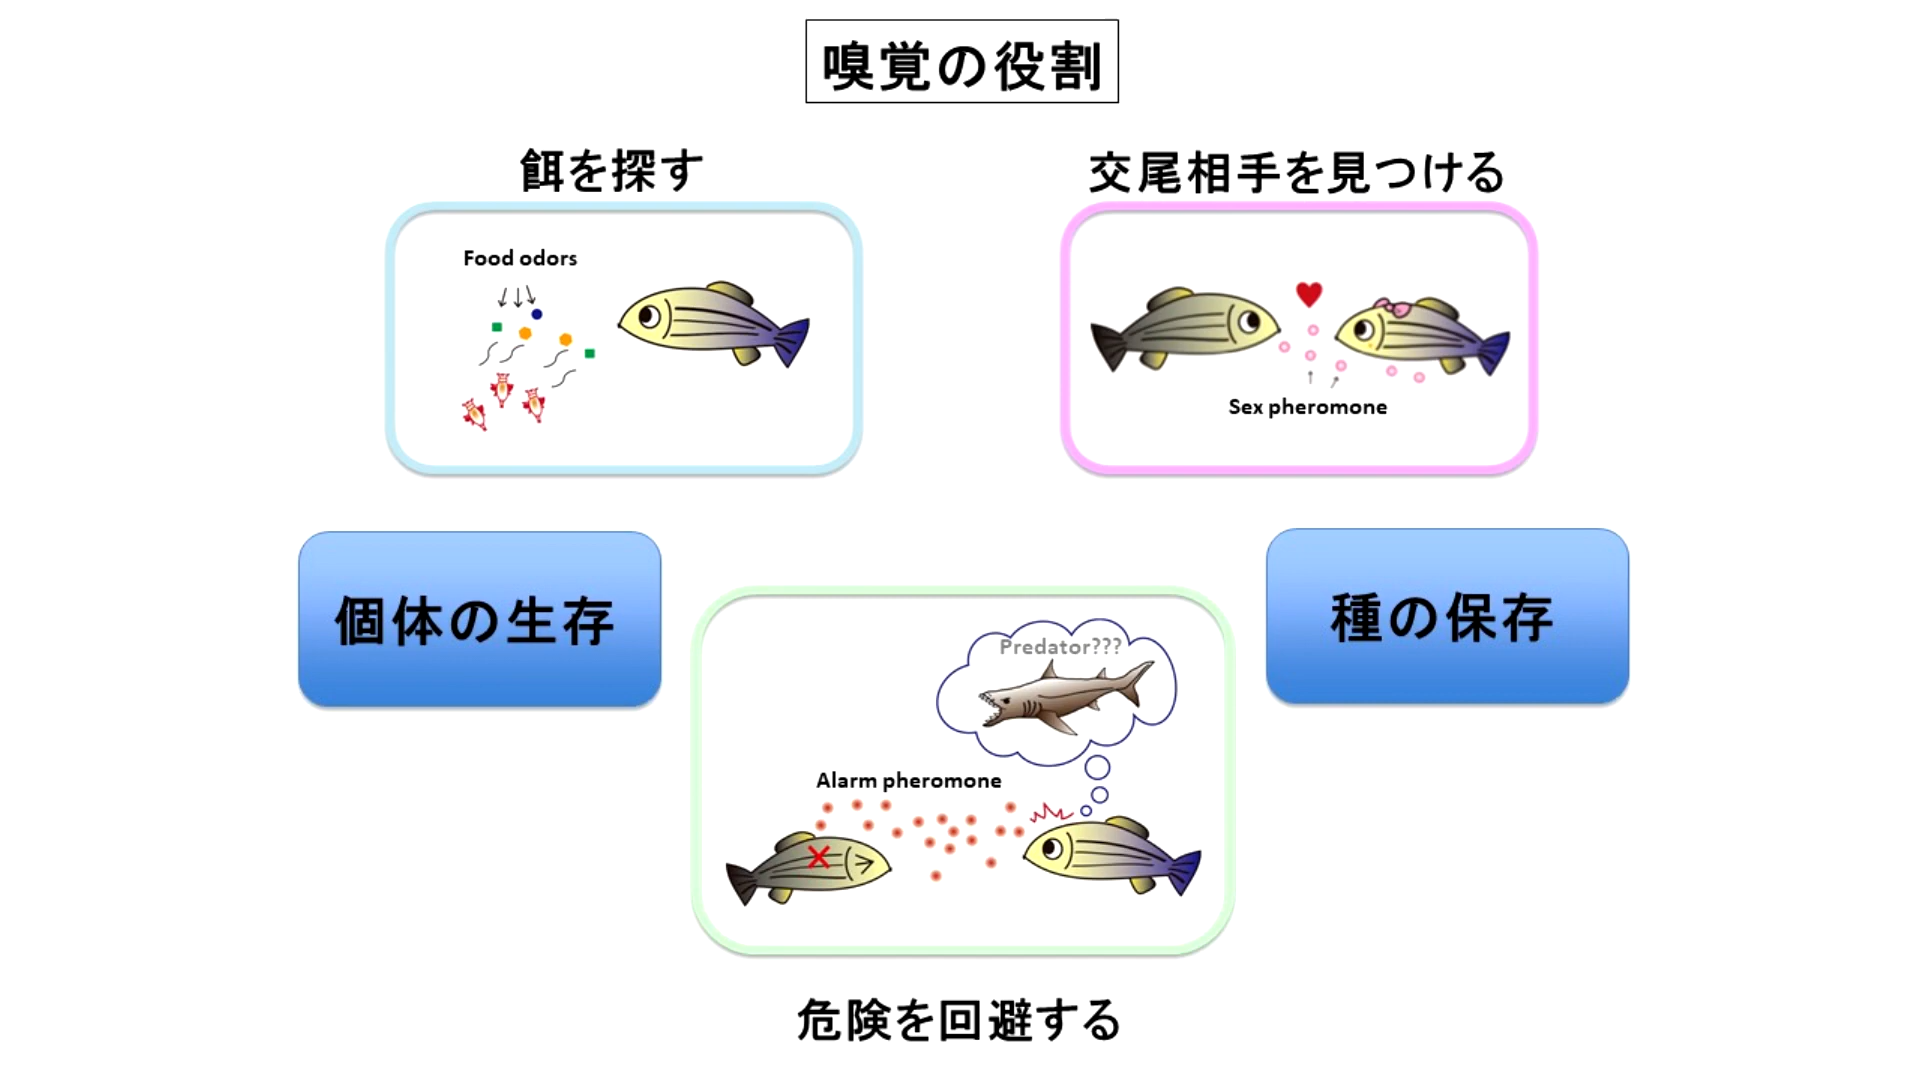 嗅覚の役割
餌を探す
交尾相手を見つける
Food odors
Sex pheromone
個体の生存
種の保存
Predator???
Alarm pheromone
危険を回避する